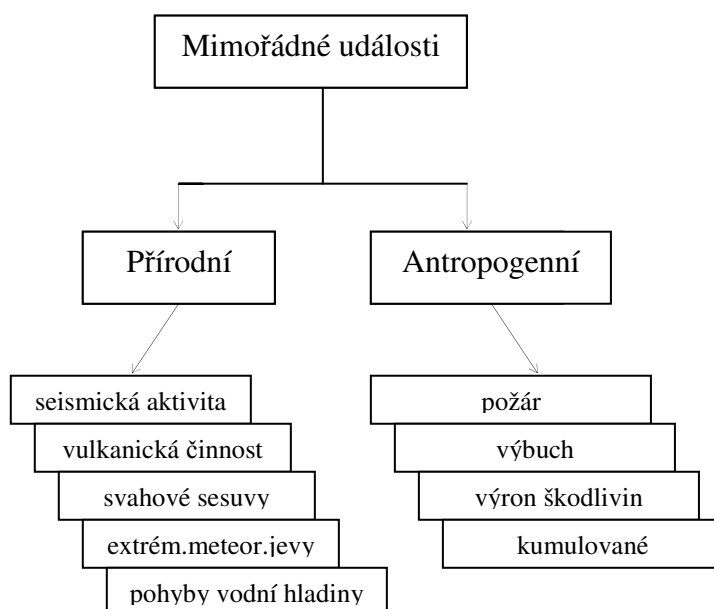 Mimořádné události
Přírodní
Antropogenní
seismická aktivita
vulkanická činnost
svahové sesuvy
extrém.meteor.jevy
pohyby vodní hladiny
požár
výbuch
výron škodlivin
kumulované